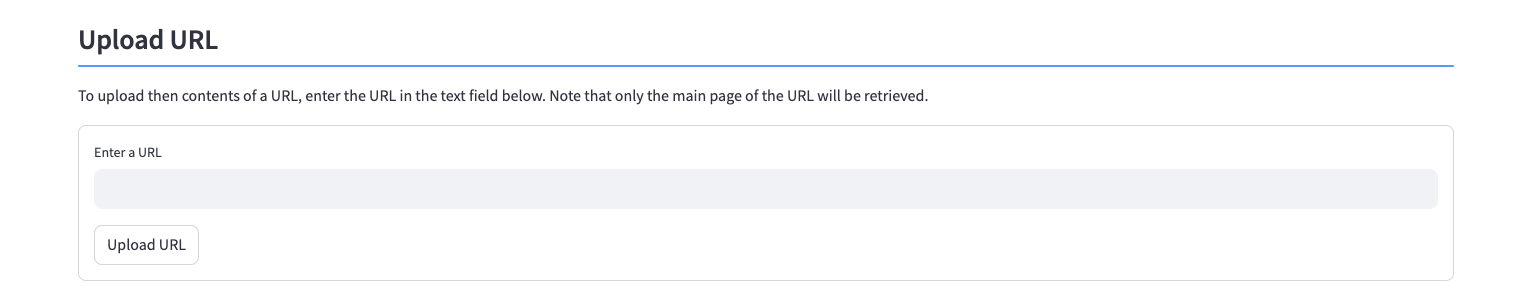 Upload URL
To upload then contents of a URL, enter the URL in the text field below. Note that only the main page of the URL will be retrieved.
Enter a URL
Upload URL